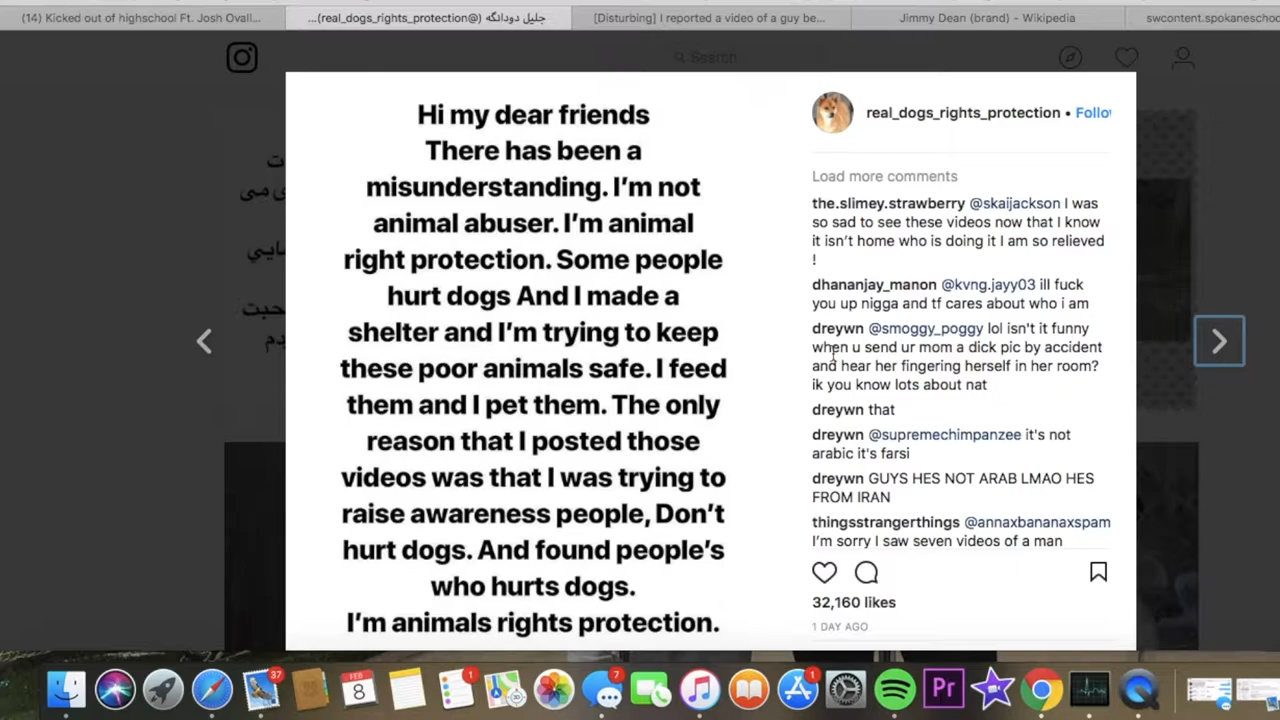 (14) Kicked out of highschool Ft. Josh Ovall...
جلیل دوداگه (@real_dogs_rights_protection)...
[Disturbing] I reported a video of a guy be...
Jimmy Dean (brand) – Wikipedia
swcontent.spokaneschoo
Search
Hi my dear friends
There has been a
misunderstanding. I'm not
animal abuser. I'm animal
right protection. Some people
hurt dogs And I made a
shelter and I'm trying to keep
these poor animals safe. I feed
them and I pet them. The only
reason that I posted those
videos was that I was trying to
raise awareness people, Don't
hurt dogs. And found people's
who hurts dogs.
I'm animals rights protection.
real_dogs_rights_protection • Follo
Load more comments
the.slimey.strawberry @skaijackson I was
so sad to see these videos now that I know
it isn't home who is doing it I am so relieved
!
dhananjay_manon @kvng.jayy03 ill fuck
you up nigga and tf cares about who i am
dreywn @smoggy_poggy lol isn't it funny
when u send ur mom a dick pic by accident
and hear her fingering herself in her room?
ik you know lots about nat
dreywn that
dreywn @supremechimpanzee it's not
arabic it's farsi
dreywn GUYS HES NOT ARAB LMAO HES
FROM IRAN
thingsstrangerthings @annaxbananaxspam
I'm sorry I saw seven videos of a man
32,160 likes
1 DAY AGO
37
FEB
8
1
7
1
Pr